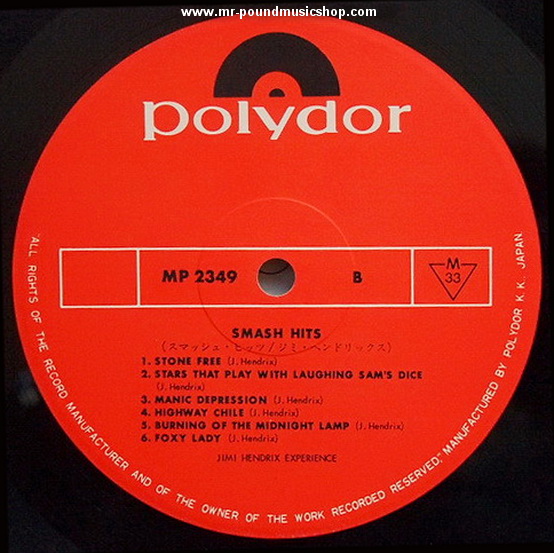 www.mr-poundmusicshop.com
polydor
MP 2349
B
M
33
SMASH HITS
(スマッシュ・ヒッツ/ジミ・ヘンドリックス)
1. STONE FREE (J. Hendrix)
2. STARS THAT PLAY WITH LAUGHING SAM'S DICE
(J. Hendrix)
3. MANIC DEPRESSION (J. Hendrix)
4. HIGHWAY CHILE (J. Hendrix)
5. BURNING OF THE MIDNIGHT LAMP (J. Hendrix)
6. FOXY LADY (J. Hendrix)
JIMI HENDRIX EXPERIENCE
"ALL RIGHTS OF THE RECORD MANUFACTURER AND OF THE OWNER OF THE WORK RECORDED RESERVED," MANUFACTURED BY POLYDOR K. K. JAPAN